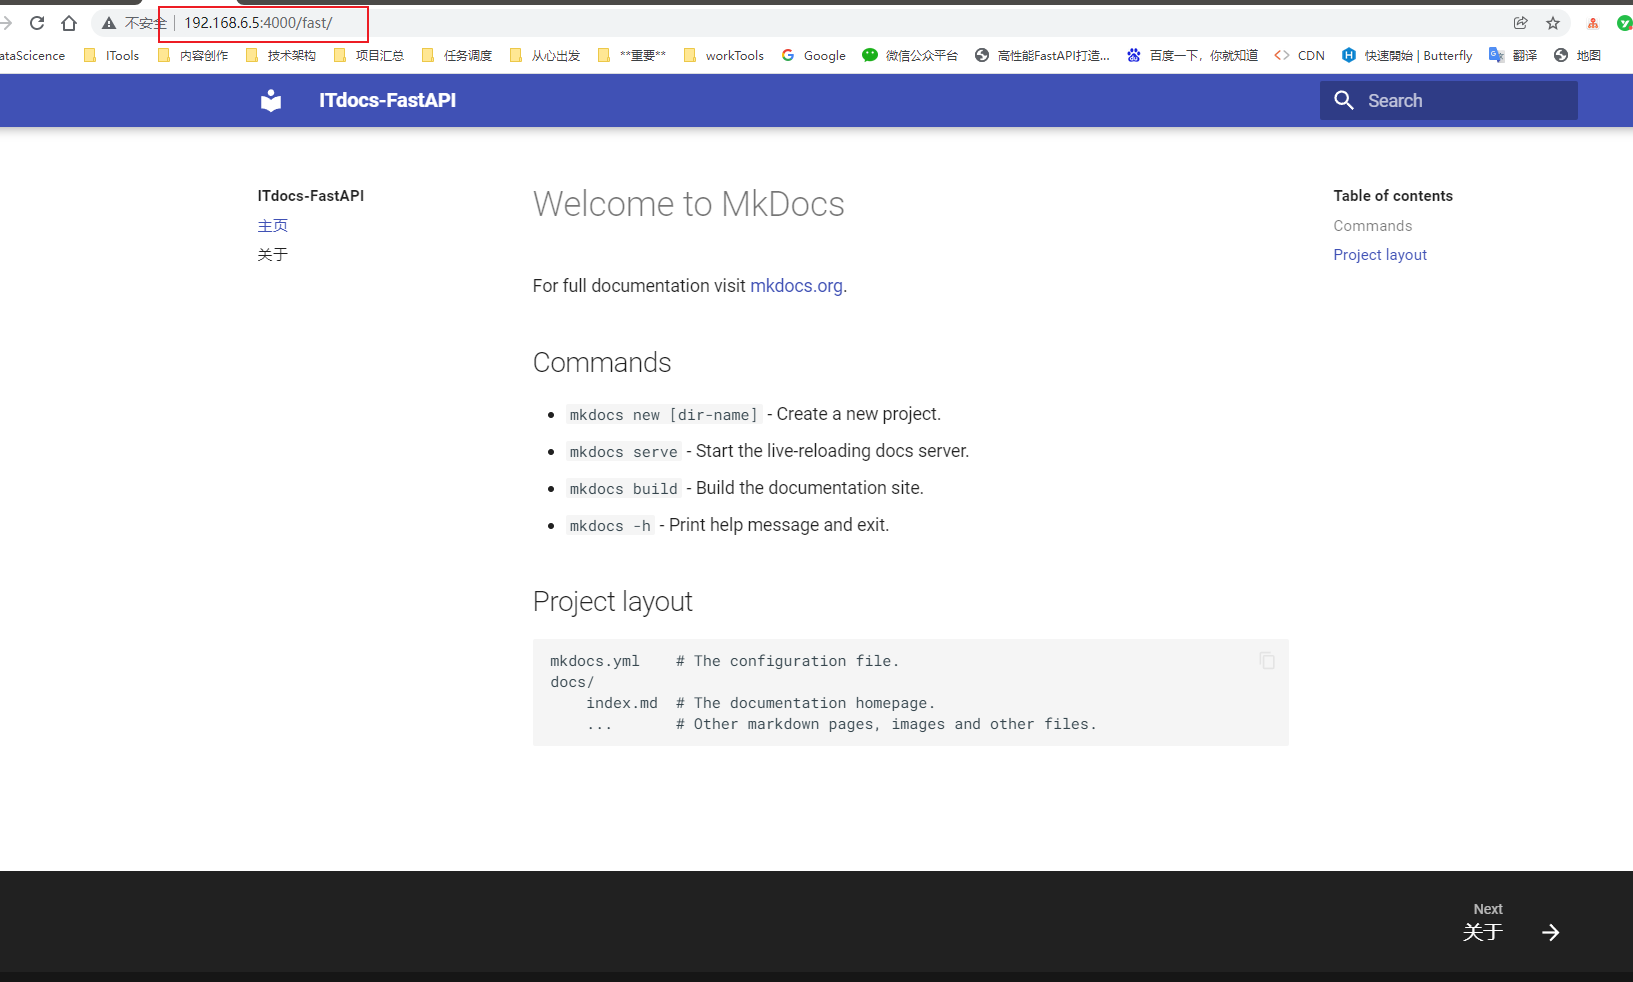 不安全 192.168.6.5:4000/fast/
ataScicence ITools 内容创作 技术架构 项目汇总 任务调度 从心出发 **重要** workTools Google 微信公众平台 高性能FastAPI打造... 百度一下，你就知道 CDN 快速開始 | Butterfly 翻译 地图
ITdocs-FastAPI
Search
ITdocs-FastAPI
主页
关于
Welcome to MkDocs
For full documentation visit mkdocs.org.
Commands
mkdocs new [dir-name] - Create a new project.
mkdocs serve - Start the live-reloading docs server.
mkdocs build - Build the documentation site.
mkdocs -h - Print help message and exit.
Project layout
mkdocs.yml    # The configuration file.
docs/
    index.md  # The documentation homepage.
    ...       # Other markdown pages, images and other files.
Table of contents
Commands
Project layout
Next
关于